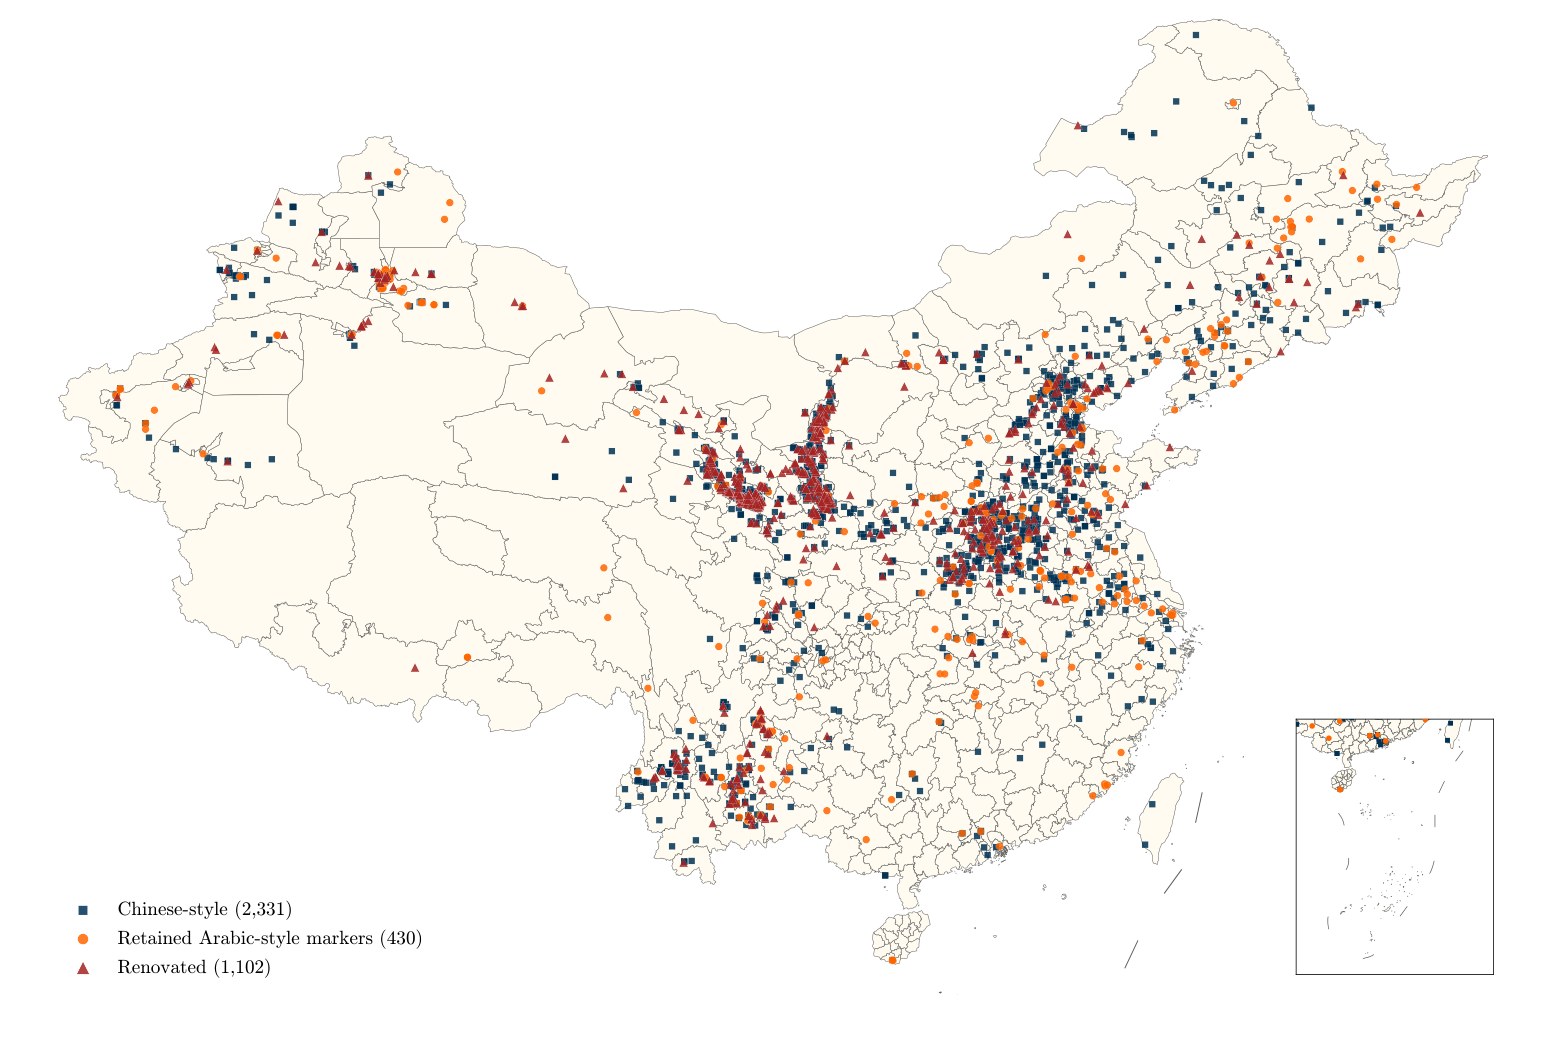 Chinese-style (2,331)
Retained Arabic-style markers (430)
Renovated (1,102)